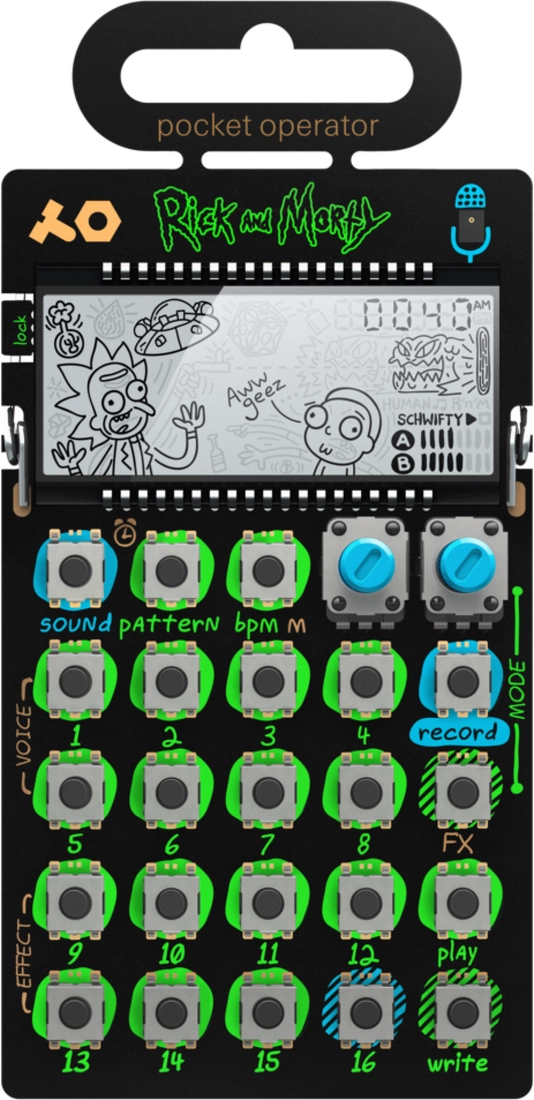 pocket operator
Rick and Morty
lock
0040 AM
Aww
geez
HUMAN
SCHWIFTY
A
B
sound pattern bpm M
1 2 3 4 record
MODE
VOICE
5 6 7 8 FX
9 10 11 12 play
EFFECT
13 14 15 16 write